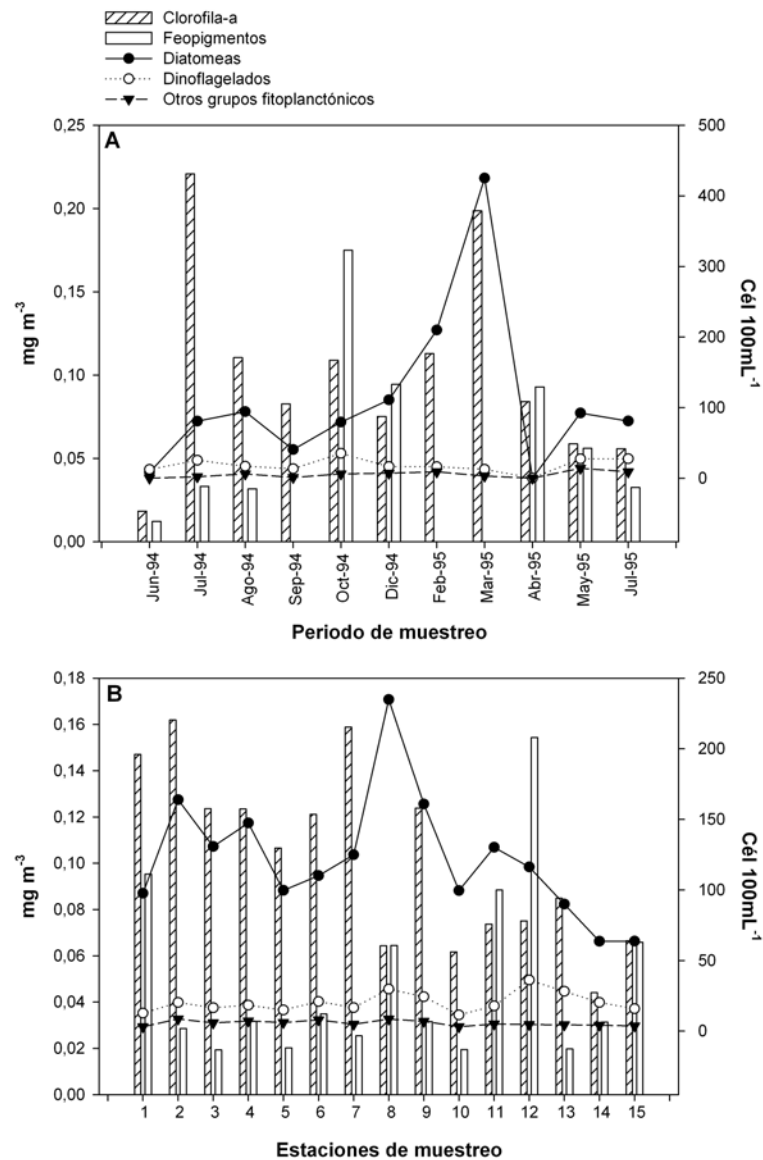 Clorofila-a
Feopigmentos
Diatomeas
Dinoflagelados
Otros grupos fitoplanctónicos
A
0,25
0,20
0,15
0,10
0,05
0,00
mg m⁻³
500
400
300
200
100
0
Cél 100mL⁻¹
Jun-94
Jul-94
Ago-94
Sep-94
Oct-94
Dic-94
Feb-95
Mar-95
Abr-95
May-95
Jun-95
Periodo de muestreo
B
0,18
0,16
0,14
0,12
0,10
0,08
0,06
0,04
0,02
0,00
mg m⁻³
250
200
150
100
50
0
Cél 100mL⁻¹
1 2 3 4 5 6 7 8 9 10 11 12 13 14 15
Estaciones de muestreo